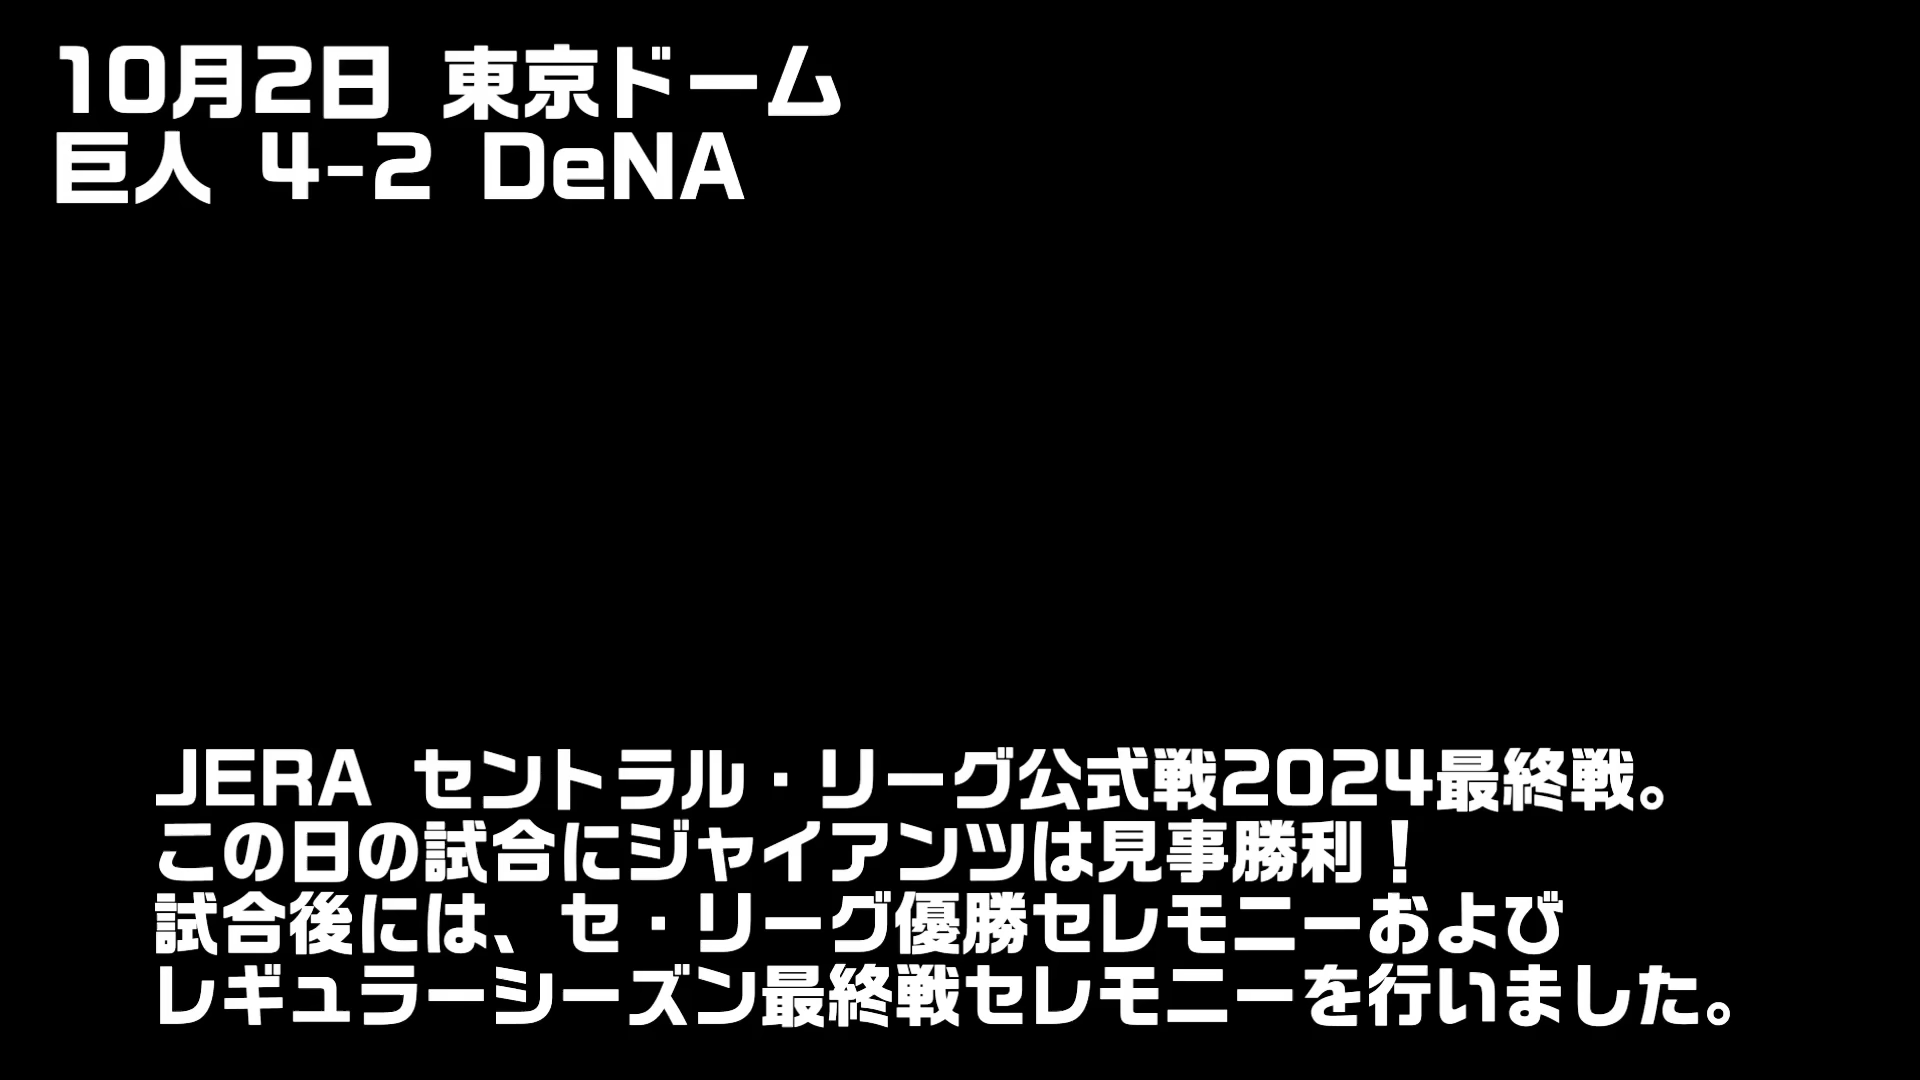 10月2日 東京ドーム
巨人 4-2 DeNA
JERA セントラル・リーグ公式戦2024最終戦。
この日の試合にジャイアンツは見事勝利！
試合後には、セ・リーグ優勝セレモニーおよび
レギュラーシーズン最終戦セレモニーを行いました。